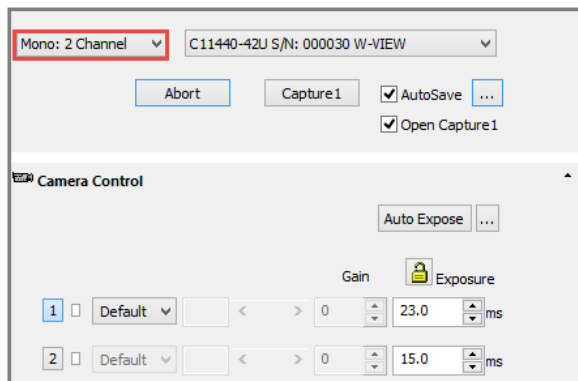 Mono: 2 Channel C11440-42U S/N: 000030 W-VIEW
Abort Capture1 AutoSave ...
Open Capture1
Camera Control
Auto Expose ...
Gain Exposure
1 Default < > 0 23.0 ms
2 Default < > 0 15.0 ms